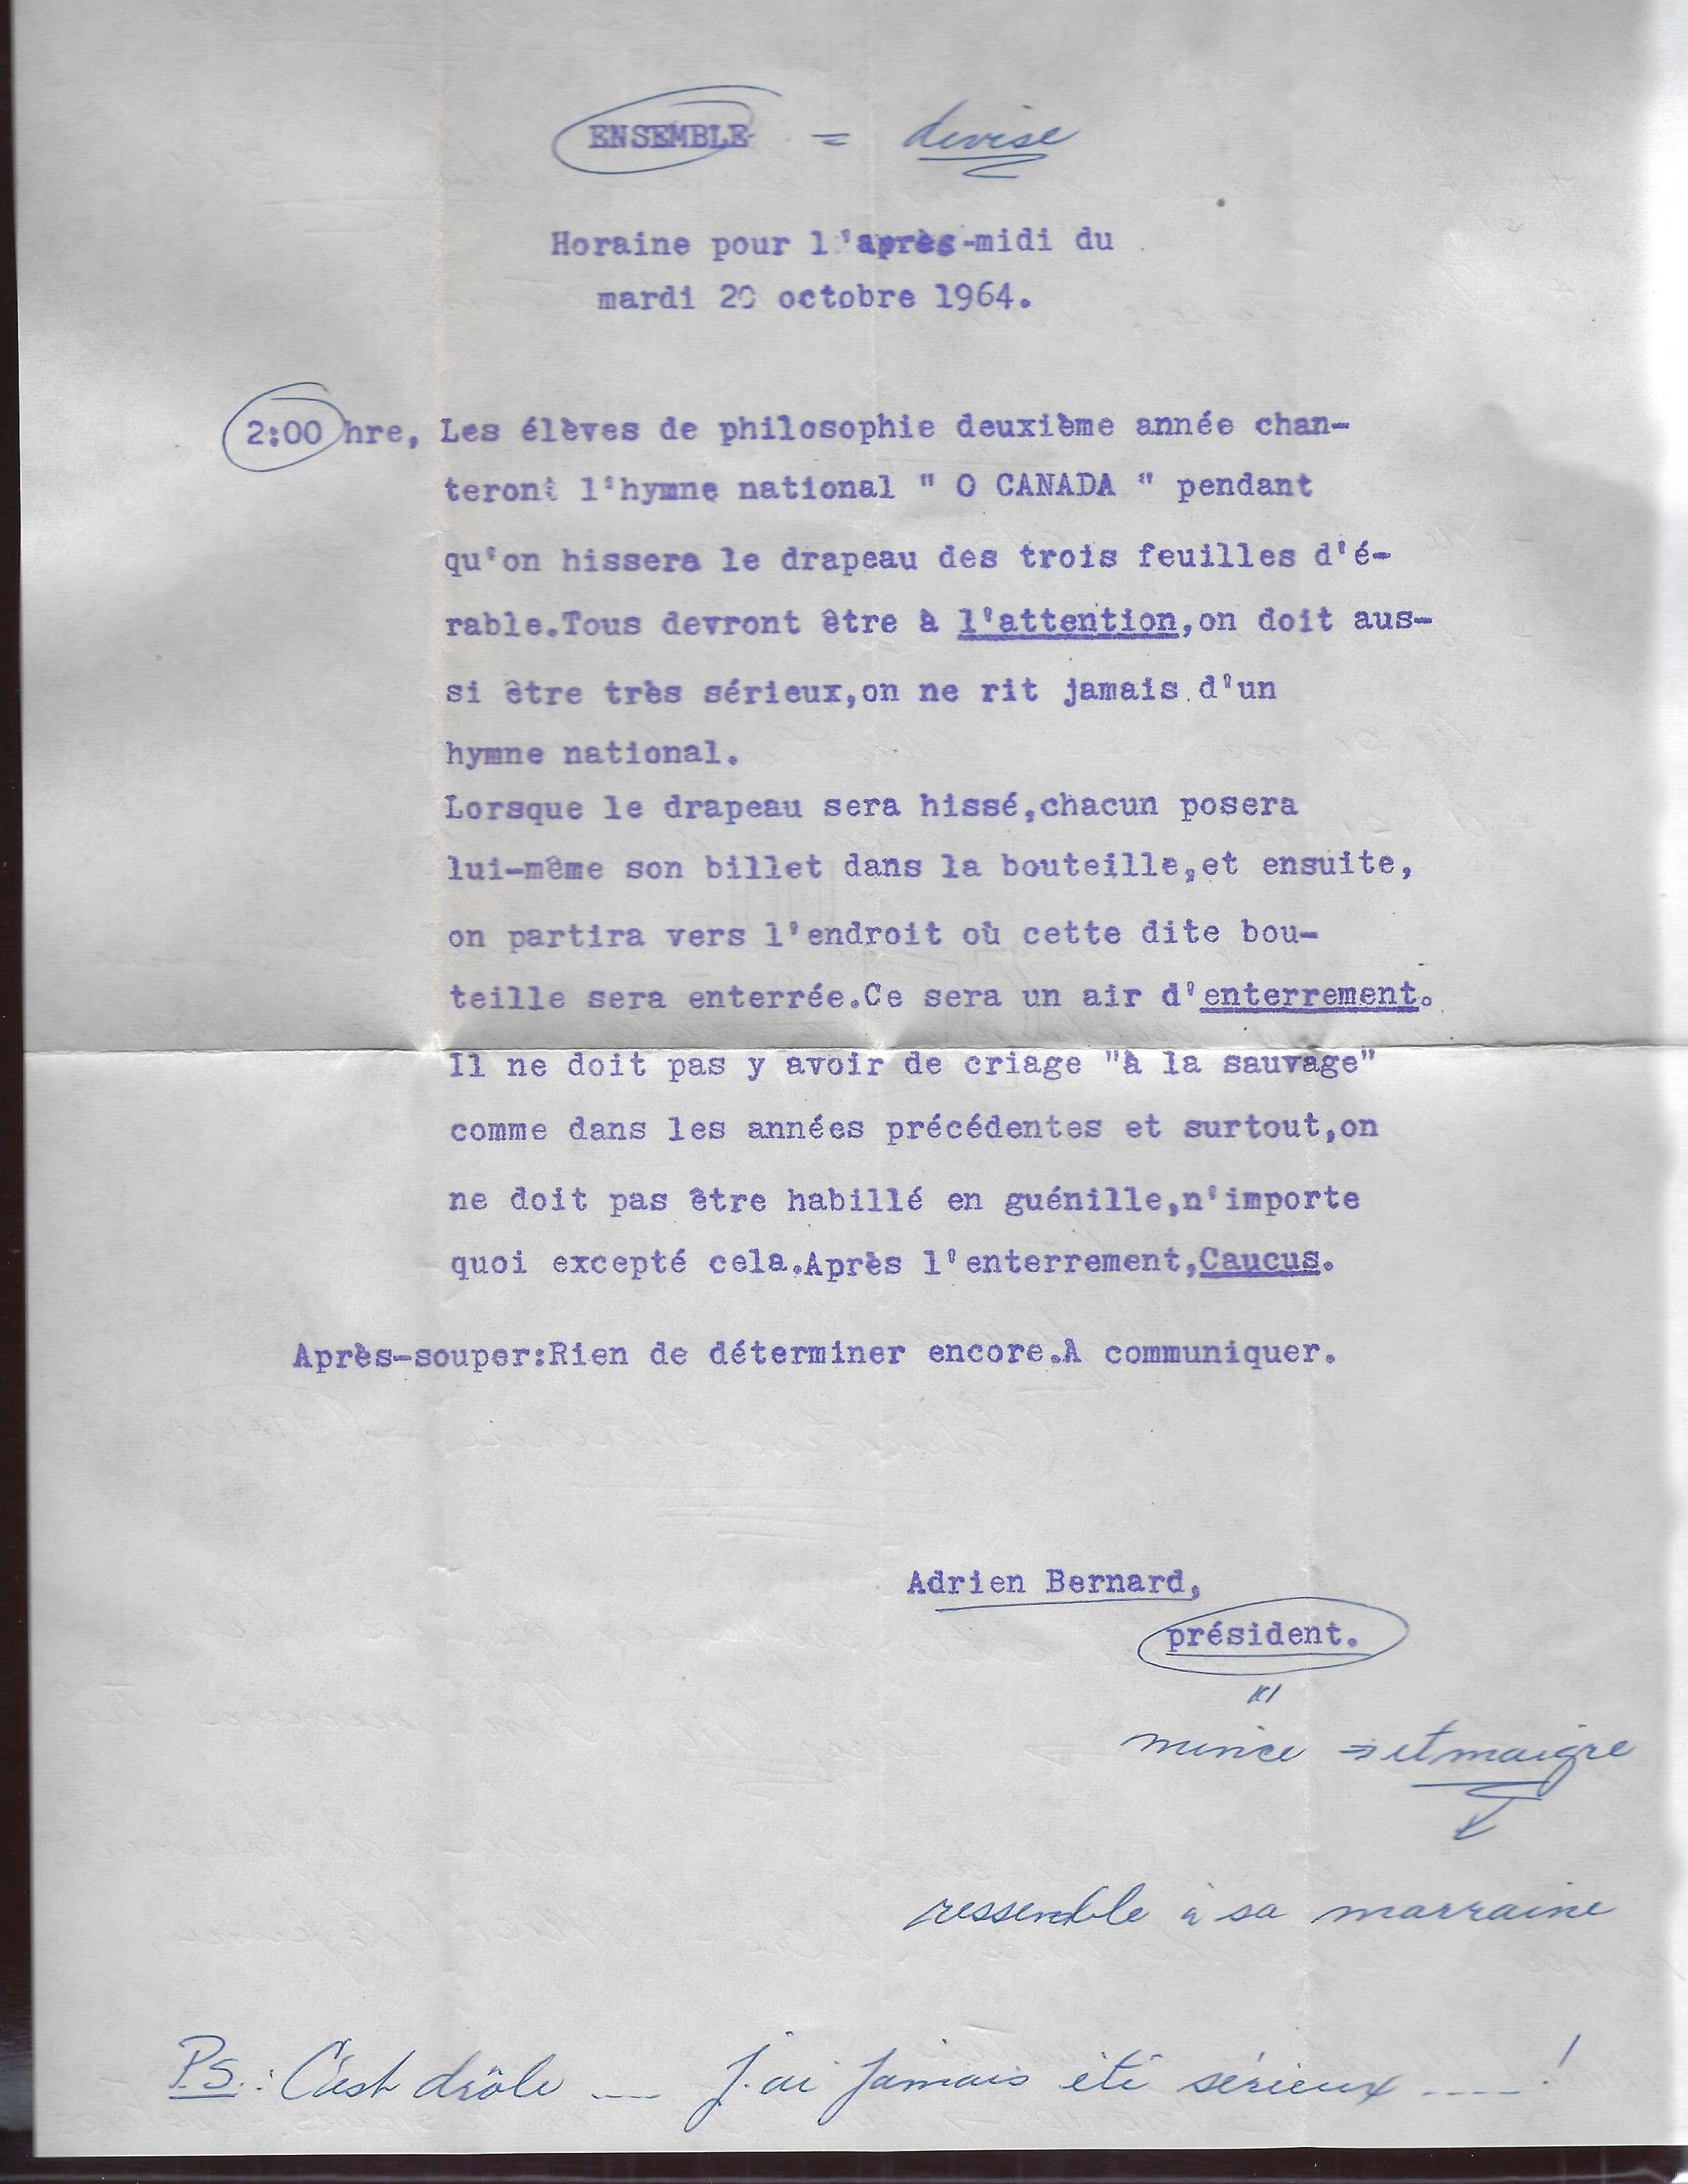 ENSEMBLE = devise
Horaine pour l'après-midi du
mardi 20 octobre 1964.
2:00 hre, Les élèves de philosophie deuxième année chan-
teront l'hymne national " O CANADA " pendant
qu'on hissera le drapeau des trois feuilles d'é-
rable.Tous devront être à l'attention,on doit aus-
si être très sérieux,on ne rit jamais d'un
hymne national.
Lorsque le drapeau sera hissé,chacun posera
lui-même son billet dans la bouteille,et ensuite,
on partira vers l'endroit où cette dite bou-
teille sera enterrée.Ce sera un air d'enterrement.
Il ne doit pas y avoir de criage "à la sauvage"
comme dans les années précédentes et surtout,on
ne doit pas être habillé en guénille,n'importe
quoi excepté cela.Après l'enterrement,Caucus.
Après-souper:Rien de déterminer encore.A communiquer.
Adrien Bernard,
président.
mince => et maigre
ressemble à sa marraine
P.S.: C'est drôle .... J'ai jamais été sérieux ....!